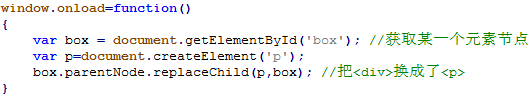 window.onload=function()
{
    var box = document.getElementById('box'); //获取某一个元素节点
    var p=document.createElement('p');
    box.parentNode.replaceChild(p,box); //把<div>换成了<p>
}